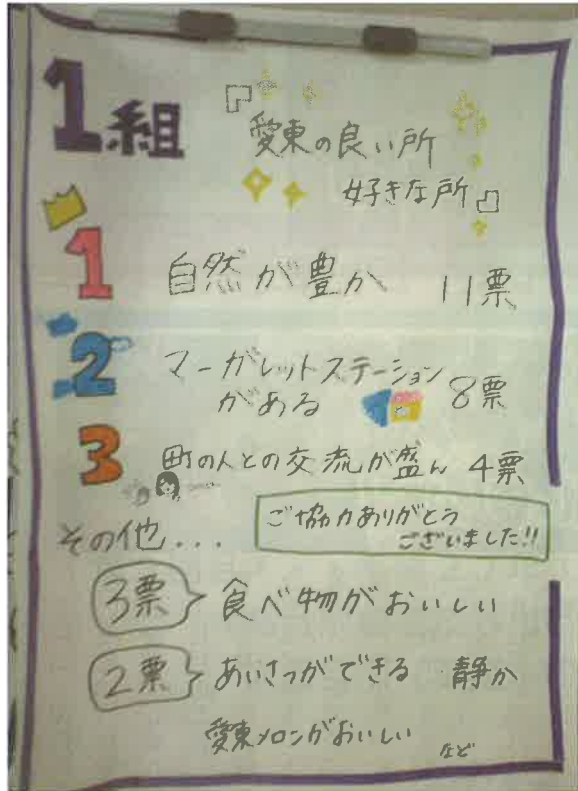 1組
「愛東の良い所
好きな所」
1 自然が豊か 11票
2 マーガレットステーション
がある 8票
3 町の人との交流が盛ん 4票
その他...
ご協力ありがとう
ございました!!
3票 食べ物がおいしい
2票 あいさつができる 静か
愛東メロンがおいしい など